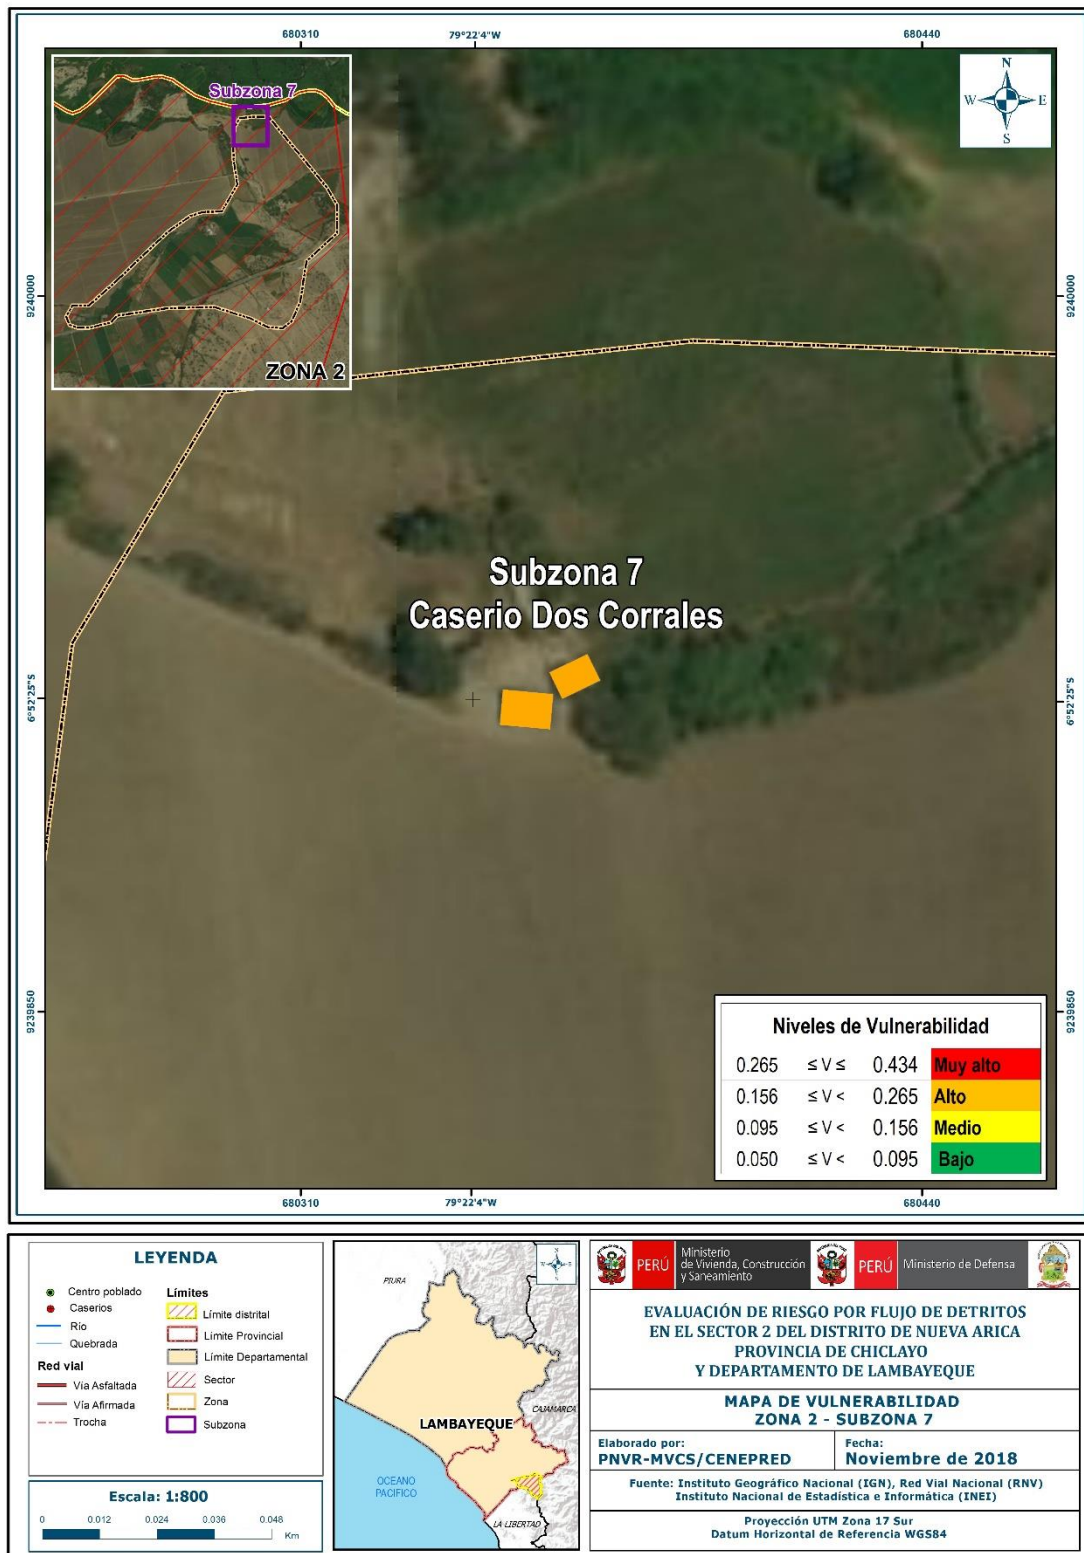 680310
79°22'4"W
680440
Subzona 7
N
W
E
S
ZONA 2
9240000
9240000
Subzona 7
Caserio Dos Corrales
6°52'25"S
6°52'25"S
9239850
9239850
Niveles de Vulnerabilidad
0.265 ≤ V ≤ 0.434 Muy alto
0.156 ≤ V < 0.265 Alto
0.095 ≤ V < 0.156 Medio
0.050 ≤ V < 0.095 Bajo
680310
79°22'4"W
680440
LEYENDA
Centro poblado
Caserios
Río
Quebrada
Red vial
Vía Asfaltada
Vía Afirmada
Trocha
Límites
Límite distrital
Limite Provincial
Límite Departamental
Sector
Zona
Subzona
Escala: 1:800
0 0.012 0.024 0.036 0.048
Km
PIURA
CAJAMARCA
LAMBAYEQUE
OCEANO
PACIFICO
LA LIBERTAD
PERÚ
Ministerio
de Vivienda, Construcción
y Saneamiento
PERÚ
Ministerio de Defensa
EVALUACIÓN DE RIESGO POR FLUJO DE DETRITOS
EN EL SECTOR 2 DEL DISTRITO DE NUEVA ARICA
PROVINCIA DE CHICLAYO
Y DEPARTAMENTO DE LAMBAYEQUE
MAPA DE VULNERABILIDAD
ZONA 2 - SUBZONA 7
Elaborado por:
PNVR-MVCS/CENEPRED
Fecha:
Noviembre de 2018
Fuente: Instituto Geográfico Nacional (IGN), Red Vial Nacional (RNV)
Instituto Nacional de Estadística e Informática (INEI)
Proyección UTM Zona 17 Sur
Datum Horizontal de Referencia WGS84